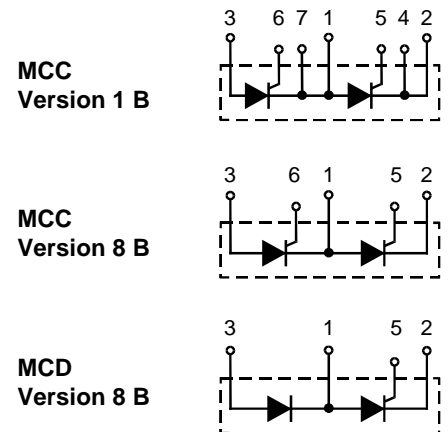 3 6 7 1 5 4 2
MCC
Version 1 B
3 6 1 5 2
MCC
Version 8 B
3 1 5 2
MCD
Version 8 B